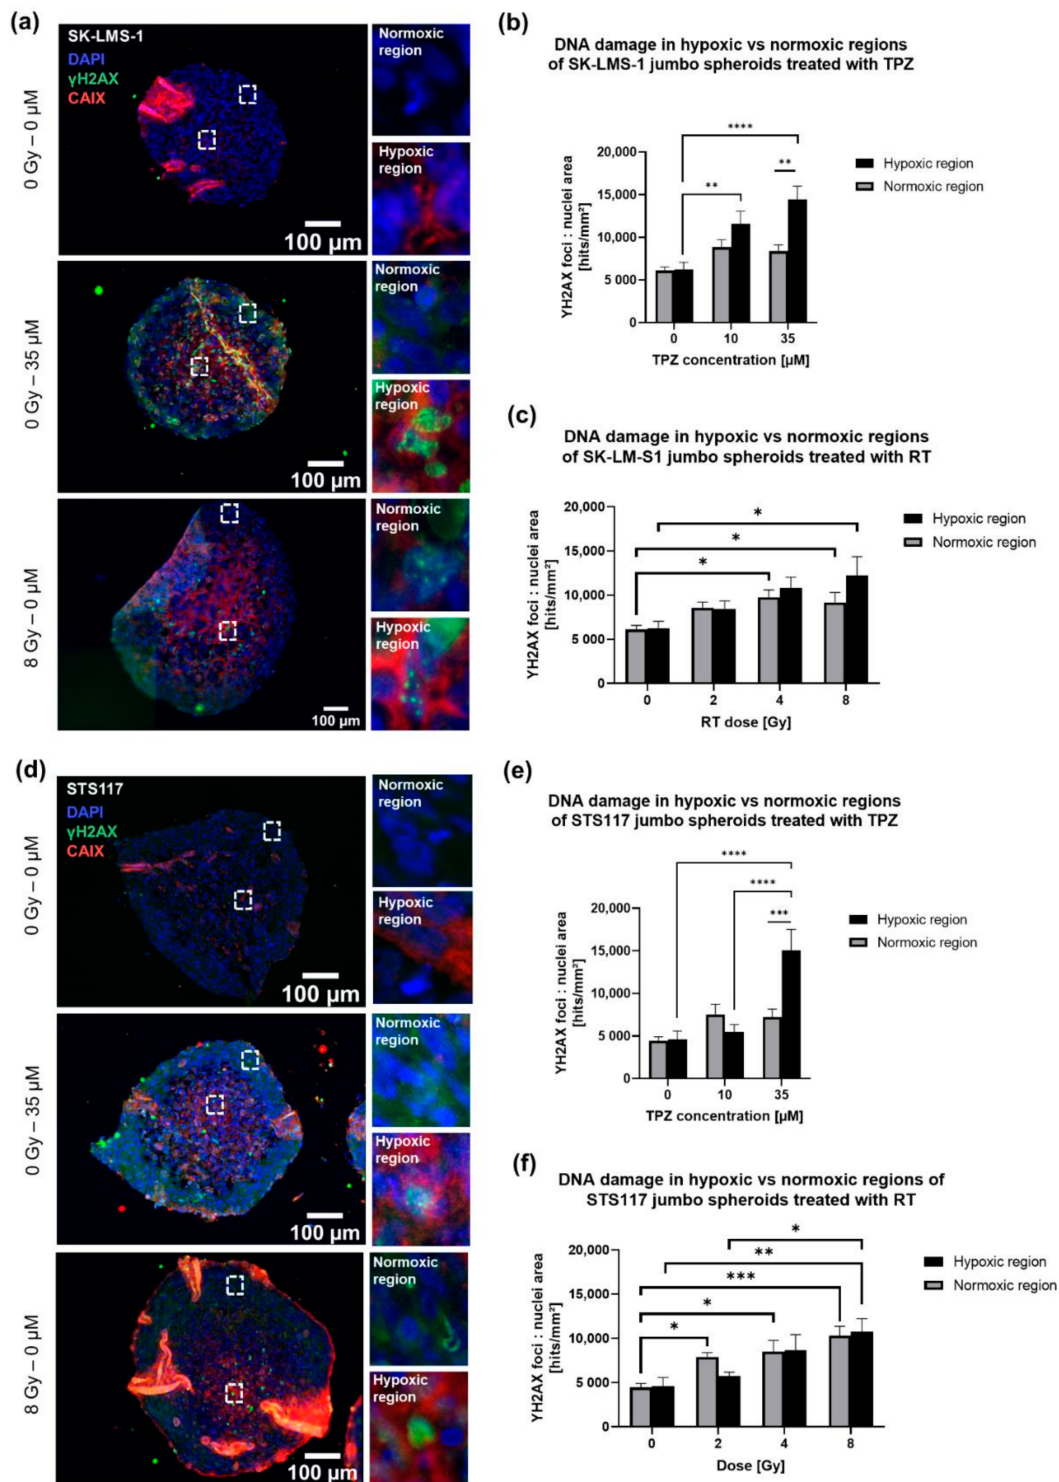 (a)
SK-LMS-1
DAPI
γH2AX
CAIX
0 Gy – 0 µM
100 µm
Normoxic
region
Hypoxic
region
0 Gy – 35 µM
100 µm
Normoxic
region
Hypoxic
region
8 Gy – 0 µM
100 µm
Normoxic
region
Hypoxic
region
(b)
DNA damage in hypoxic vs normoxic regions
of SK-LMS-1 jumbo spheroids treated with TPZ
****
**
**
20,000
15,000
10,000
5 000
0
YH2AX foci : nuclei area
[hits/mm²]
0 10 35
TPZ concentration [µM]
Hypoxic region
Normoxic region
(c)
DNA damage in hypoxic vs normoxic regions
of SK-LM-S1 jumbo spheroids treated with RT
*
*
*
20,000
15,000
10,000
5 000
0
YH2AX foci : nuclei area
[hits/mm²]
0 2 4 8
RT dose [Gy]
Hypoxic region
Normoxic region
(d)
STS117
DAPI
γH2AX
CAIX
0 Gy – 0 µM
100 µm
Normoxic
region
Hypoxic
region
0 Gy – 35 µM
100 µm
Normoxic
region
Hypoxic
region
8 Gy – 0 µM
100 µm
Normoxic
region
Hypoxic
region
(e)
DNA damage in hypoxic vs normoxic regions
of STS117 jumbo spheroids treated with TPZ
****
****
***
20,000
15,000
10,000
5 000
0
YH2AX foci : nuclei area
[hits/mm²]
0 10 35
TPZ concentration [µM]
Hypoxic region
Normoxic region
(f)
DNA damage in hypoxic vs normoxic regions of
STS117 jumbo spheroids treated with RT
*
**
***
*
*
20,000
15,000
10,000
5 000
0
YH2AX foci : nuclei area
[hits/mm²]
0 2 4 8
Dose [Gy]
Hypoxic region
Normoxic region